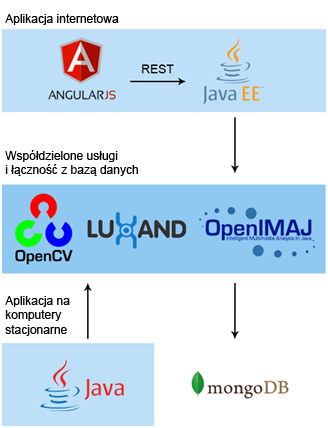 Aplikacja internetowa
ANGULARJS
REST
Java EE™
Współdzielone usługi
i łączność z bazą danych
OpenCV
LUXAND
OpenIMAJ
Intelligent Multimedia Analysis In Java
Aplikacja na
komputery
stacjonarne
Java
mongoDB